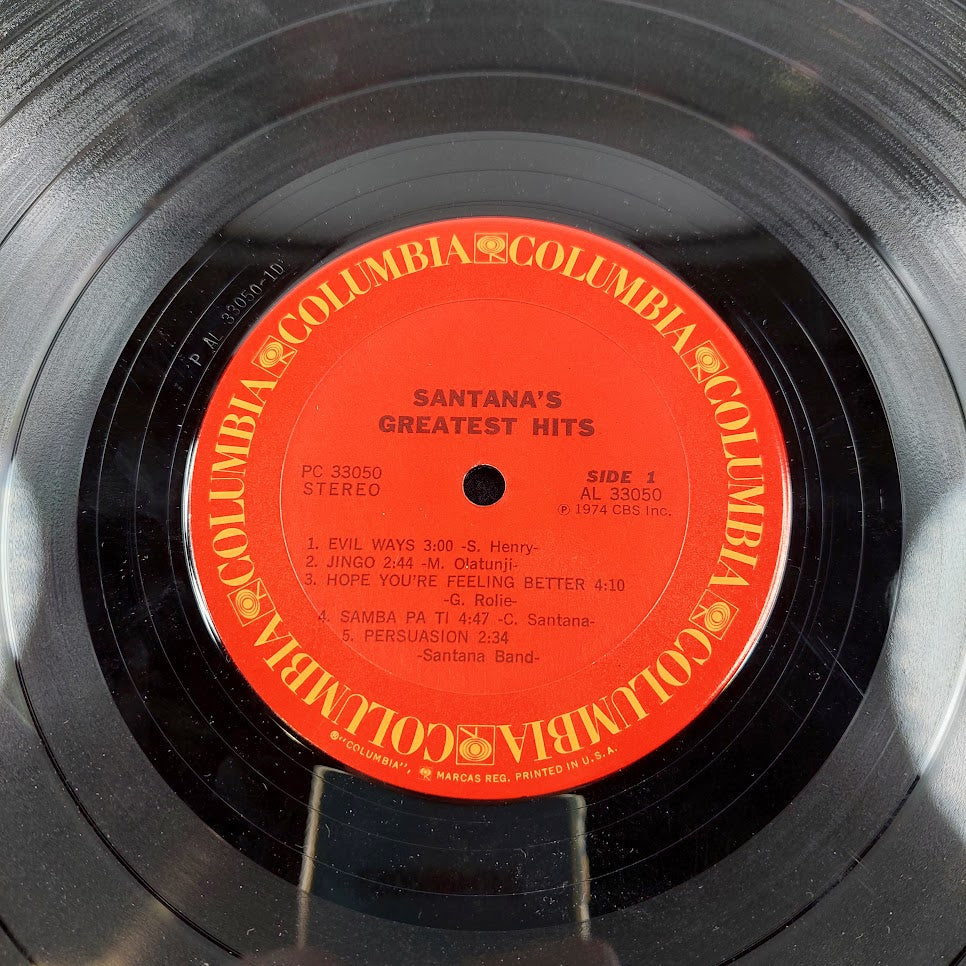 P AL 33050-1D
COLUMBIA COLUMBIA COLUMBIA COLUMBIA COLUMBIA COLUMBIA COLUMBIA COLUMBIA
SANTANA'S
GREATEST HITS
PC 33050
STEREO
SIDE 1
AL 33050
℗ 1974 CBS Inc.
1. EVIL WAYS 3:00 -S. Henry-
2. JINGO 2:44 -M. Olatunji-
3. HOPE YOU'RE FEELING BETTER 4:10
-G. Rolie-
4. SAMBA PA TI 4:47 -C. Santana-
5. PERSUASION 2:34
-Santana Band-
®"COLUMBIA", MARCAS REG. PRINTED IN U.S.A.